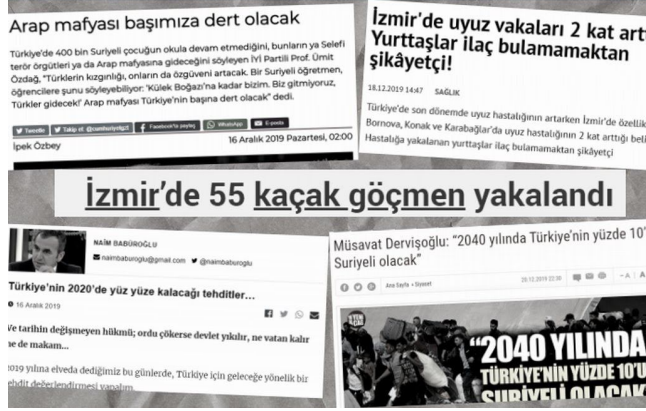 Arap mafyası başımıza dert olacak
Türkiye'de 400 bin Suriyeli çocuğun okula devam etmediğini, bunların ya Selefi
terör örgütleri ya da Arap mafyasına gideceğini söyleyen İYİ Partili Prof. Ümit
Özdağ, "Türklerin kızgınlığı, onların da özgüveni artacak. Bir Suriyeli öğretmen,
öğrencilere şunu söyleyebiliyor: 'Külek Boğazı'na kadar bizim. Biz gitmiyoruz,
Türkler gidecek!' Arap mafyası Türkiye'nin başına dert olacak" dedi.
Tweetle
Takip et @cumhuriyetgzt
Facebook'ta paylaş
WhatsApp
E-posta
İpek Özbey
16 Aralık 2019 Pazartesi, 02:00
İzmir'de uyuz vakaları 2 kat art
Yurttaşlar ilaç bulamamaktan
şikâyetçi!
18.12.2019 14:47 SAĞLIK
Türkiye'de son dönemde uyuz hastalığının artarken İzmir'de özellik
Bornova, Konak ve Karabağlar'da uyuz hastalığının 2 kat arttığı beli
Hastalığa yakalanan yurttaşlar ilaç bulamamaktan şikâyetçi
İzmir'de 55 kaçak göçmen yakalandı
NAİM BABÜROĞLU
naimbaburoglu@gmail.com @naimbaburoglu
Türkiye'nin 2020'de yüz yüze kalacağı tehditler...
16 Aralık 2019
Ve tarihin değişmeyen hükmü; ordu çökerse devlet yıkılır, ne vatan kalır
ne de makam...
2019 yılına elveda dediğimiz bu günlerde, Türkiye için geleceğe yönelik bir
tehdit değerlendirmesi yapalım.
Müsavat Dervişoğlu: "2040 yılında Türkiye'nin yüzde 10'
Suriyeli olacak"
Ana Sayfa » Siyaset
20.12.2019 22:38
- A A
"2040 YILINDA
TÜRKİYE'NİN YÜZDE 10'U
SURİYELİ OLACAK